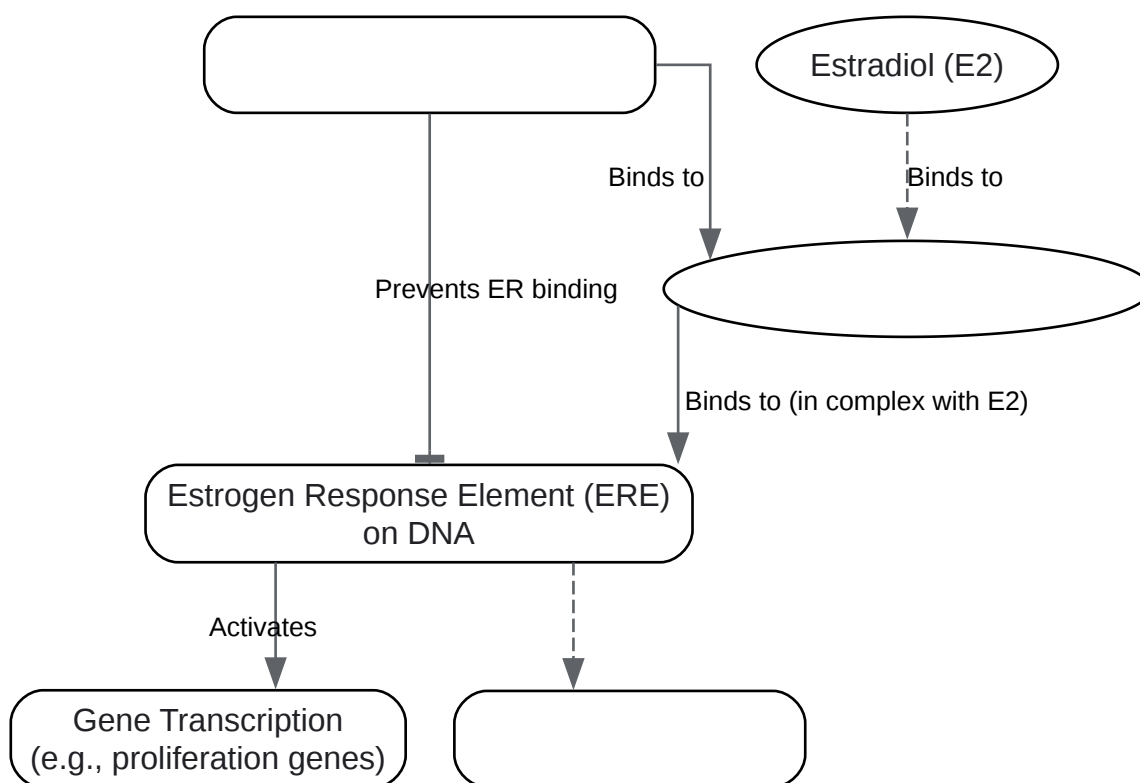 Estradiol (E2)
Binds to
Binds to
Prevents ER binding
Binds to (in complex with E2)
Estrogen Response Element (ERE)
on DNA
Activates
Gene Transcription
(e.g., proliferation genes)